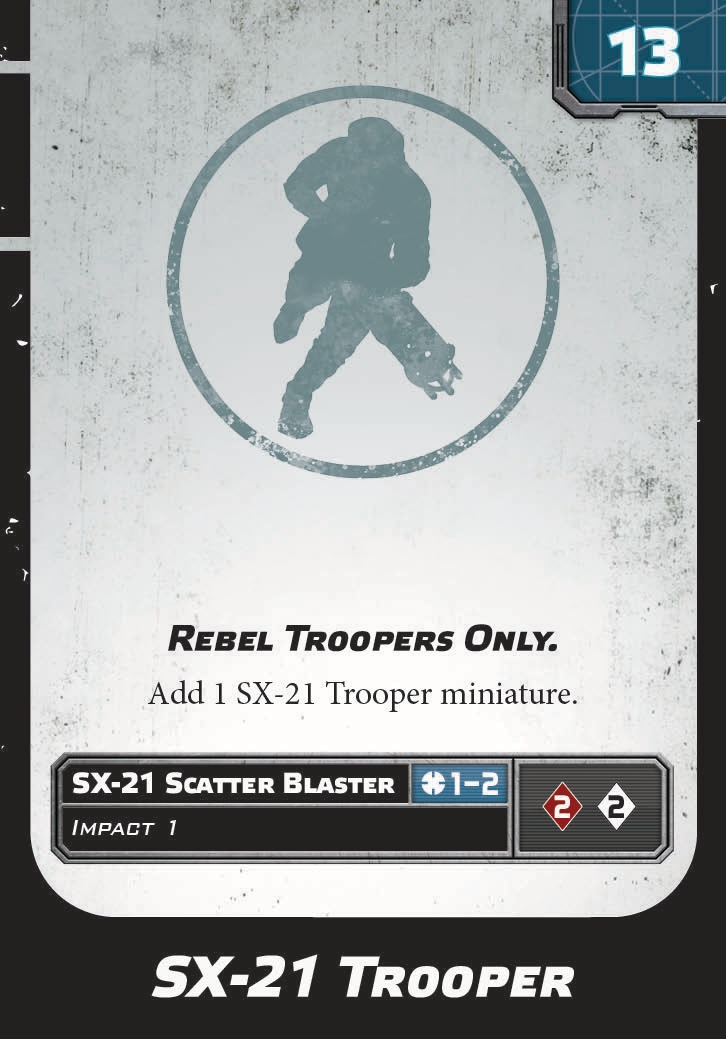 13
Rebel Troopers Only.
Add 1 SX-21 Trooper miniature.
SX-21 Scatter Blaster 1–2
Impact 1
2 2
SX-21 Trooper